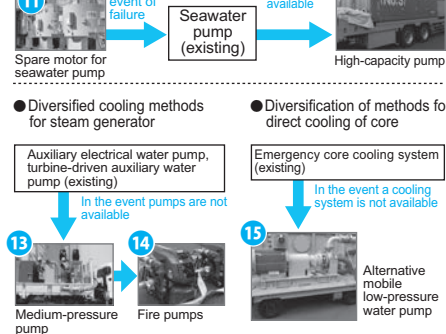 11
event of
failure
available
Seawater
pump
(existing)
Spare motor for
seawater pump
High-capacity pump
●Diversified cooling methods
for steam generator
Auxiliary electrical water pump,
turbine-driven auxiliary water
pump (existing)
In the event pumps are not
available
13
14
Medium-pressure
pump
Fire pumps
●Diversification of methods fo
direct cooling of core
Emergency core cooling system
(existing)
In the event a cooling
system is not available
15
Alternative
mobile
low-pressure
water pump